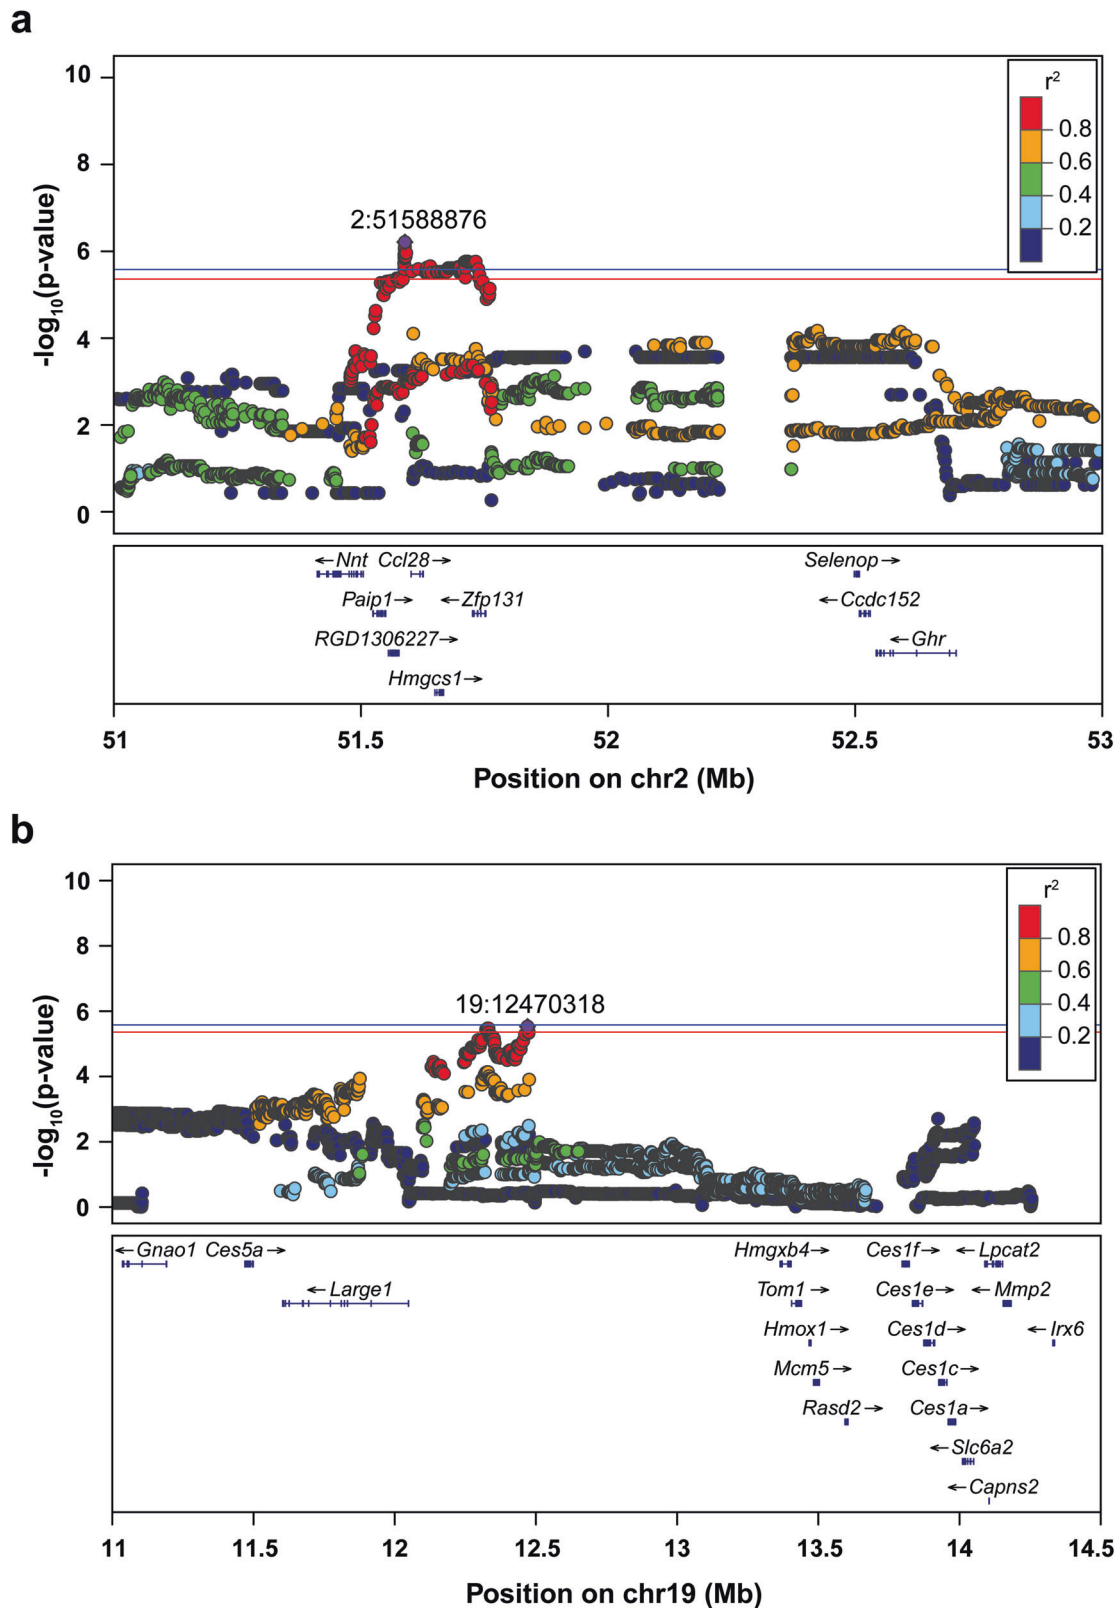 a
10
8
6
4
2
0
-log10(p-value)
2:51588876
r2
0.8
0.6
0.4
0.2
←Nnt Ccl28→
Paip1→ ←Zfp131
RGD1306227→
Hmgcs1→
Selenop→
←Ccdc152
←Ghr
51 51.5 52 52.5 53
Position on chr2 (Mb)
b
10
8
6
4
2
0
-log10(p-value)
19:12470318
r2
0.8
0.6
0.4
0.2
←Gnao1 Ces5a→ Hmgxb4→ Ces1f→ ←Lpcat2
←Large1 Tom1→ Ces1e→ ←Mmp2
Hmox1→ Ces1d→ ←Irx6
Mcm5→ Ces1c→
Rasd2→ Ces1a→
←Slc6a2
←Capns2
11 11.5 12 12.5 13 13.5 14 14.5
Position on chr19 (Mb)